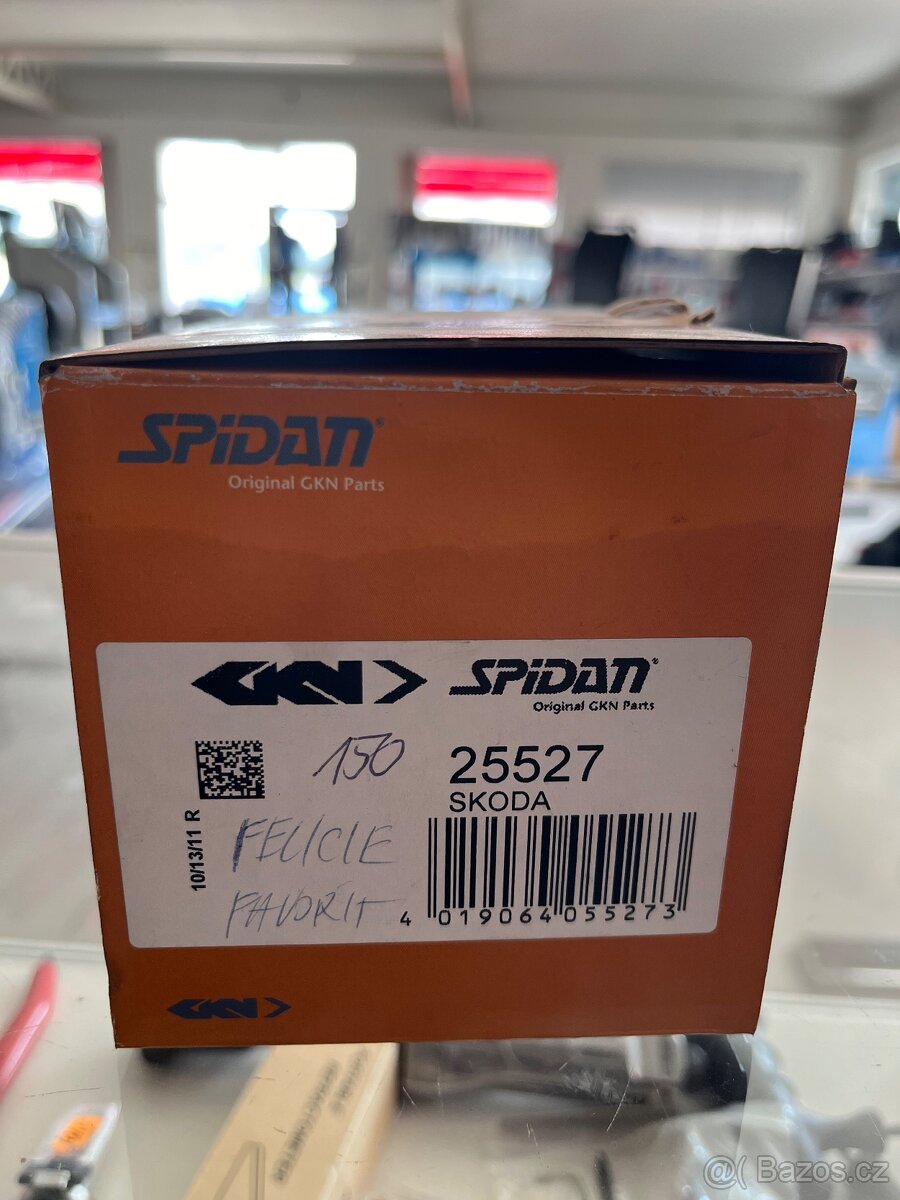 SPiDAN®
Original GKN Parts
GKN SPiDAN®
Original GKN Parts
150 25527
SKODA
10/13/11 R
FELICIE
FAVORIT
4 019064 055273
GKN
@( Bazos.cz